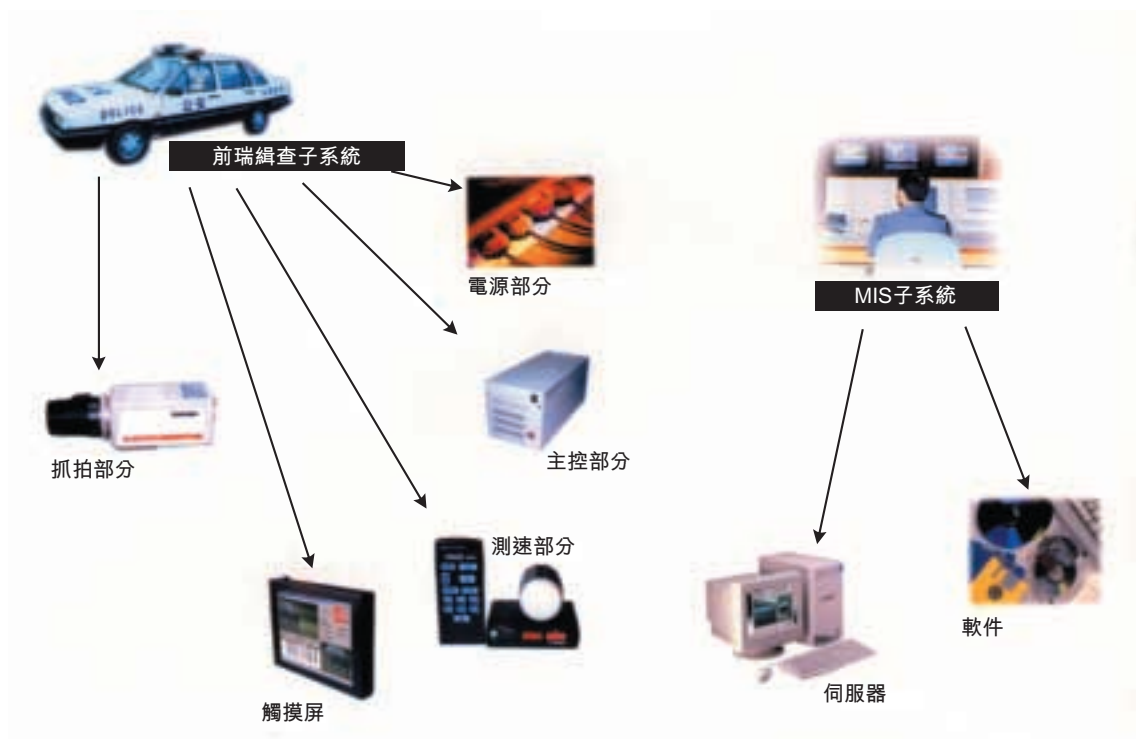 POLICE
前瑞緝查子系統
電源部分
MIS子系統
主控部分
抓拍部分
測速部分
軟件
伺服器
觸摸屏